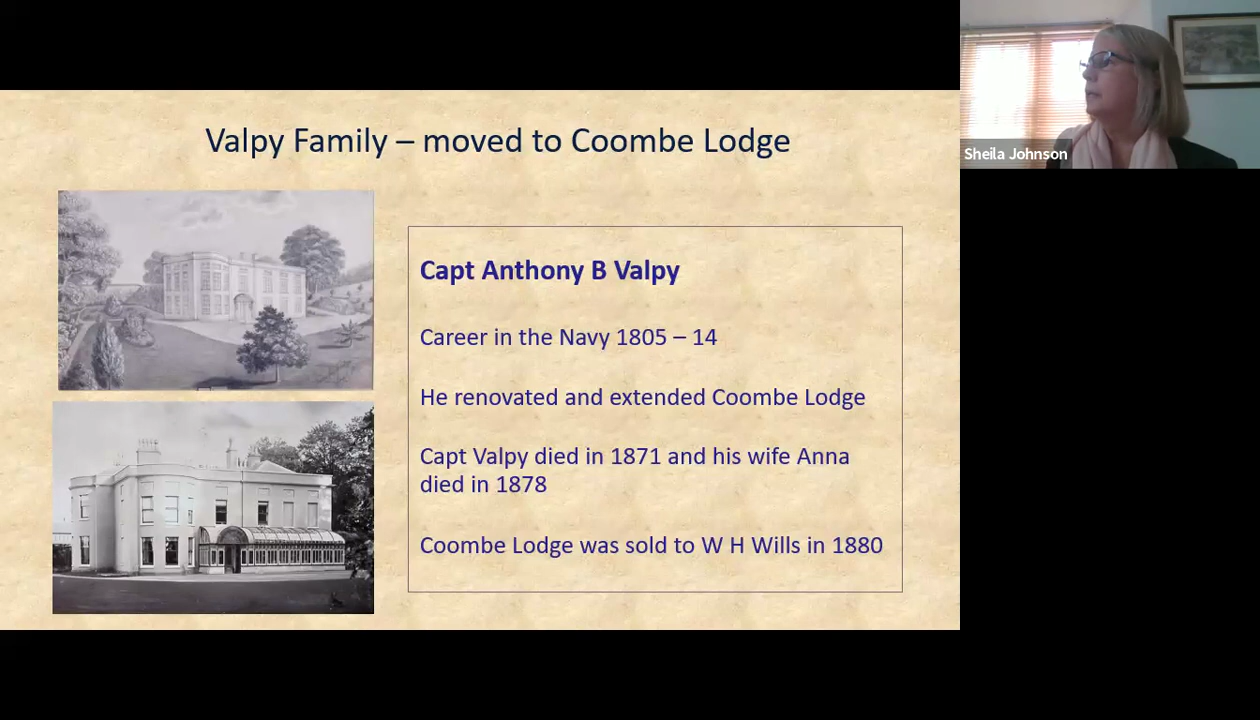 Valpy Family – moved to Coombe Lodge
Sheila Johnson
Capt Anthony B Valpy
Career in the Navy 1805 – 14
He renovated and extended Coombe Lodge
Capt Valpy died in 1871 and his wife Anna
died in 1878
Coombe Lodge was sold to W H Wills in 1880